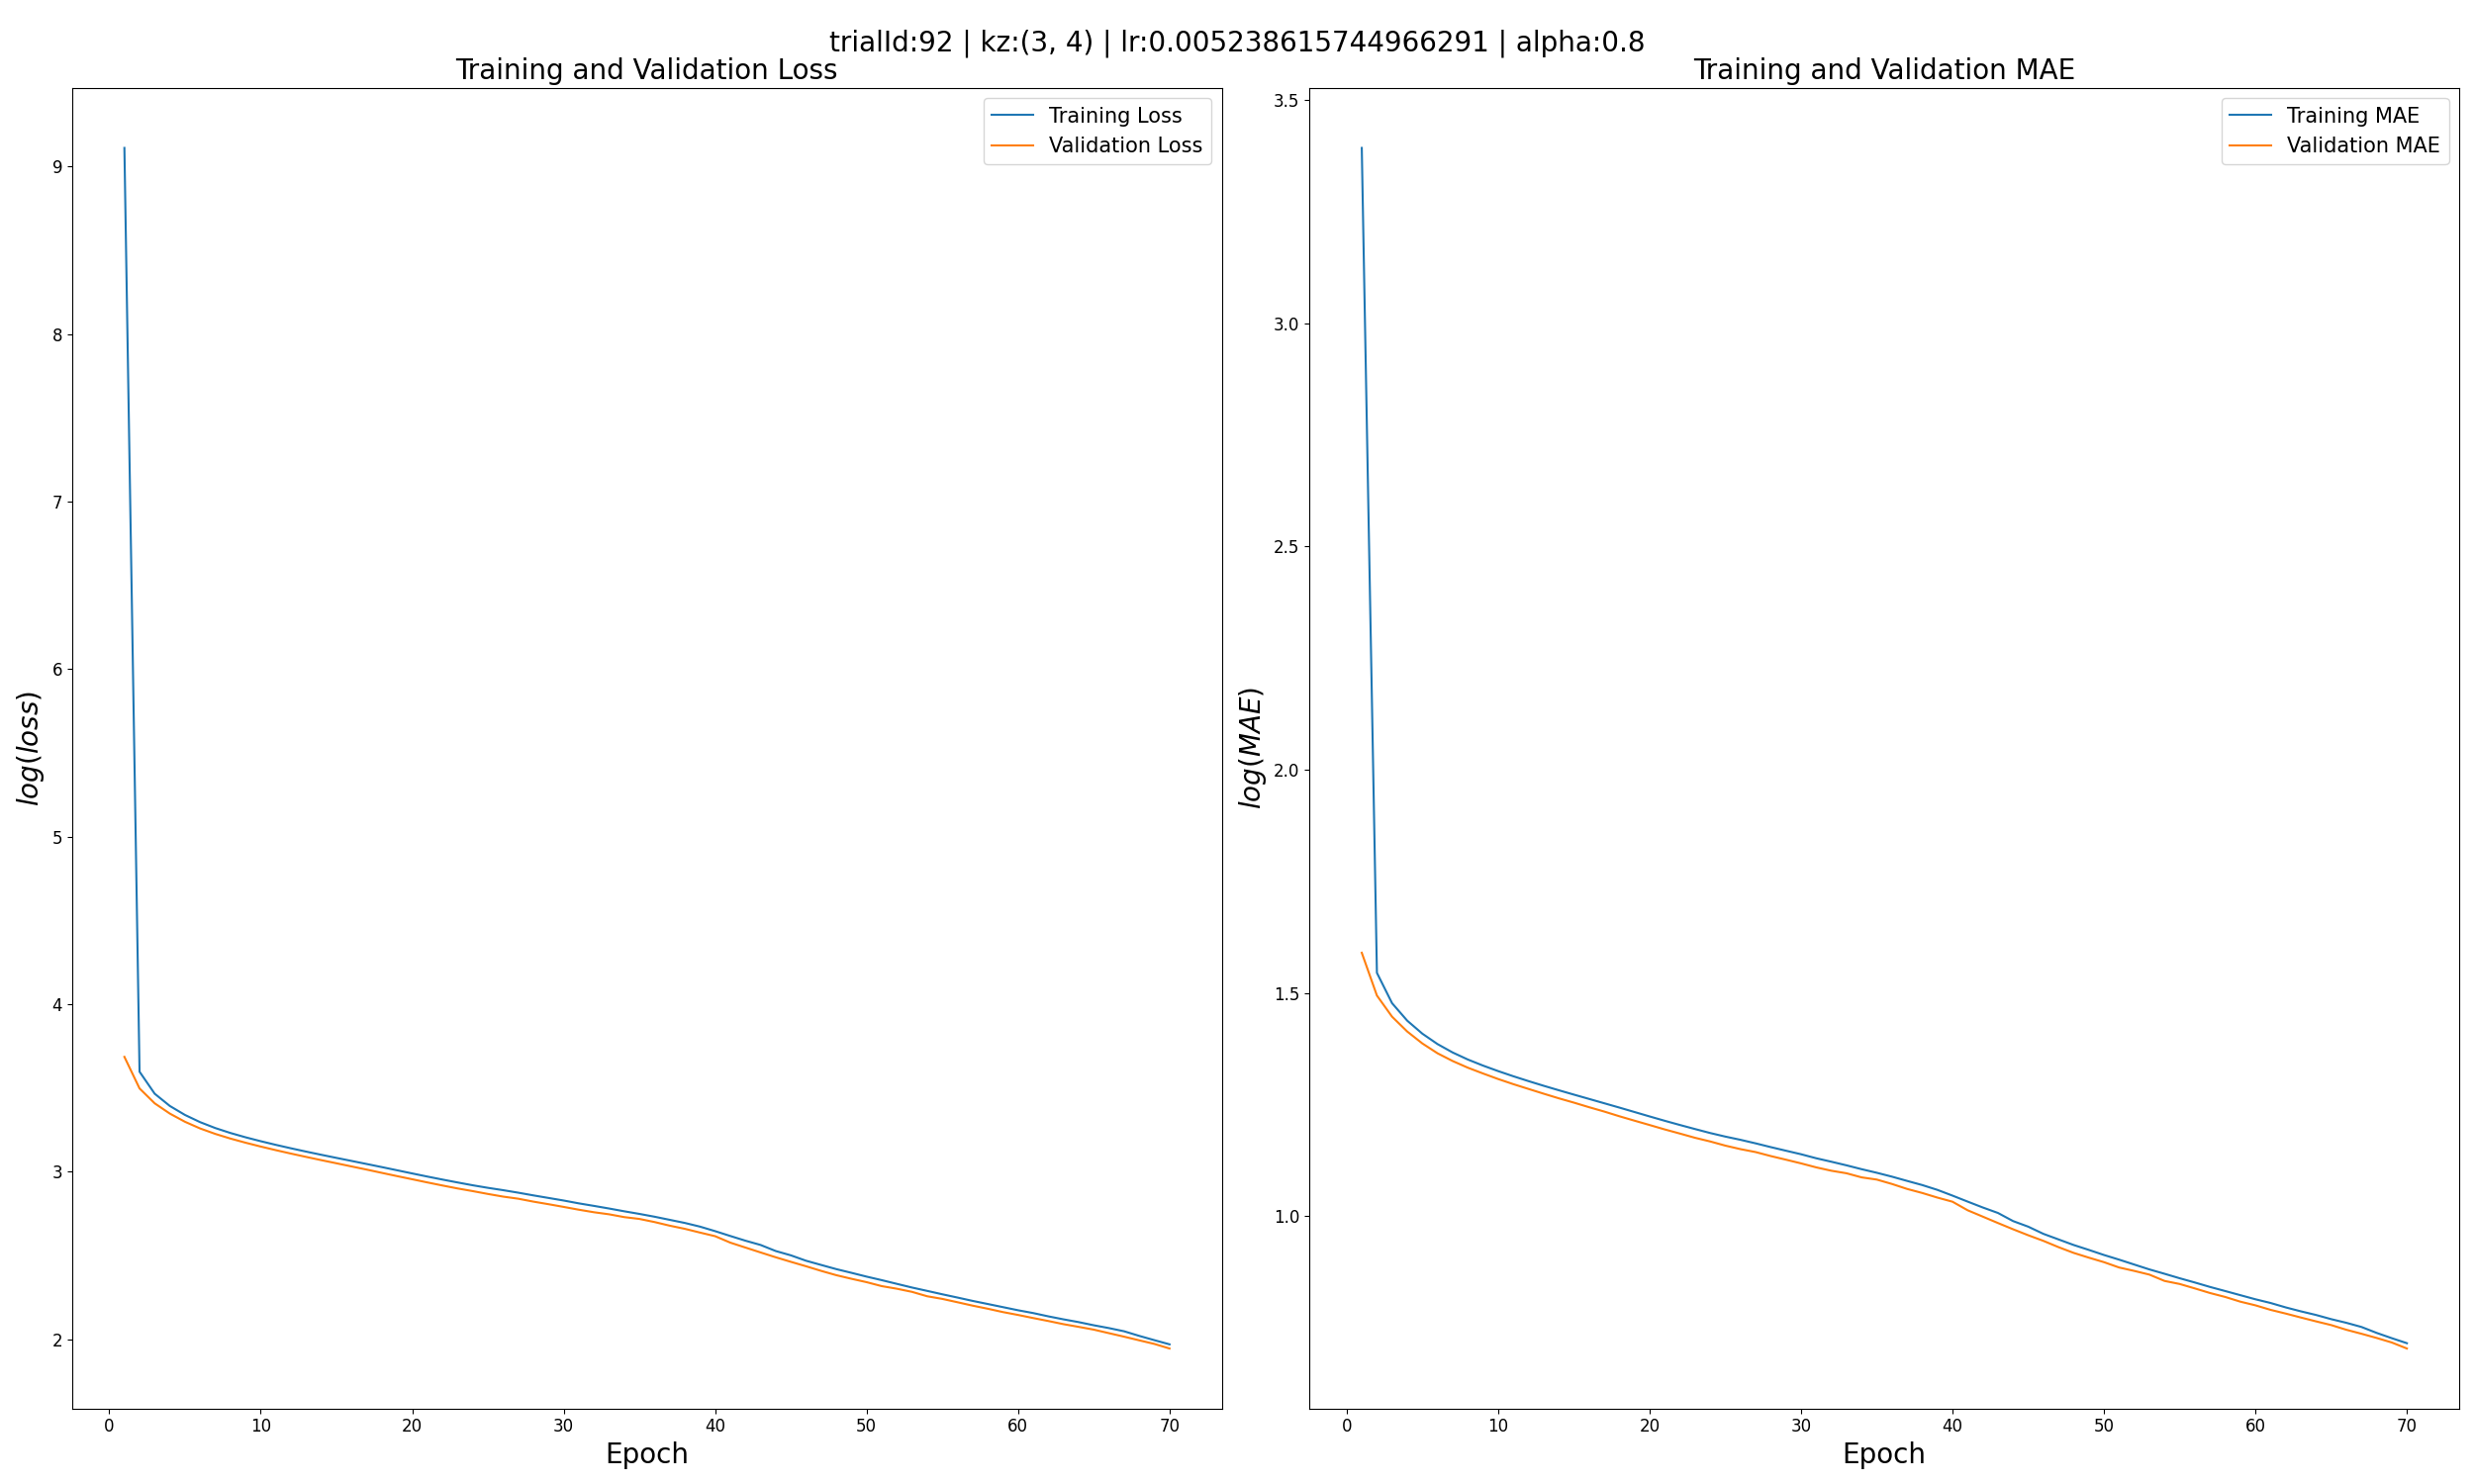 trialId:92 | kz:(3, 4) | lr:0.005238615744966291 | alpha:0.8
Training and Validation Loss
Training Loss
Validation Loss
9
8
7
6
5
4
3
2
log(loss)
0 10 20 30 40 50 60 70
Epoch
Training and Validation MAE
Training MAE
Validation MAE
3.5
3.0
2.5
2.0
1.5
1.0
log(MAE)
0 10 20 30 40 50 60 70
Epoch